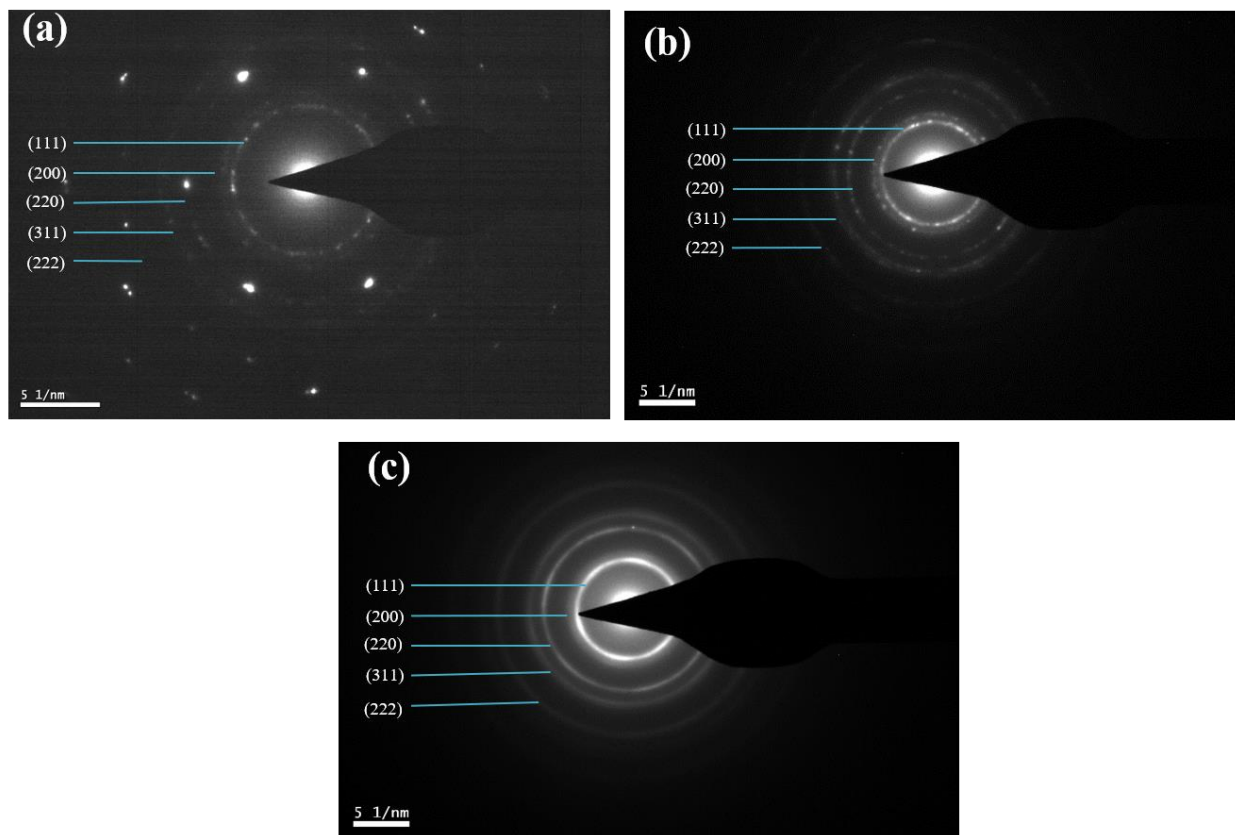 (a)
(111)
(200)
(220)
(311)
(222)
5 1/nm
(b)
(111)
(200)
(220)
(311)
(222)
5 1/nm
(c)
(111)
(200)
(220)
(311)
(222)
5 1/nm